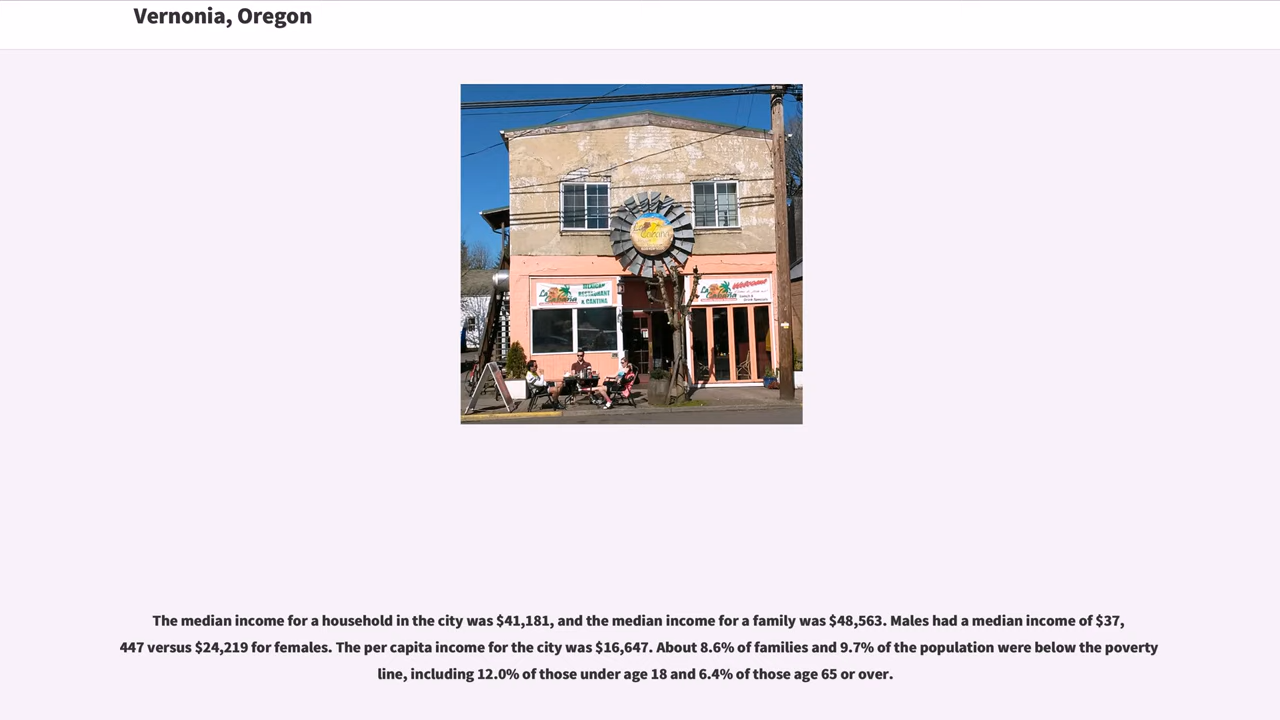 Vernonia, Oregon
MEXICAN
RESTAURANT
& CANTINA
Welcome
The median income for a household in the city was $41,181, and the median income for a family was $48,563. Males had a median income of $37,
447 versus $24,219 for females. The per capita income for the city was $16,647. About 8.6% of families and 9.7% of the population were below the poverty
line, including 12.0% of those under age 18 and 6.4% of those age 65 or over.